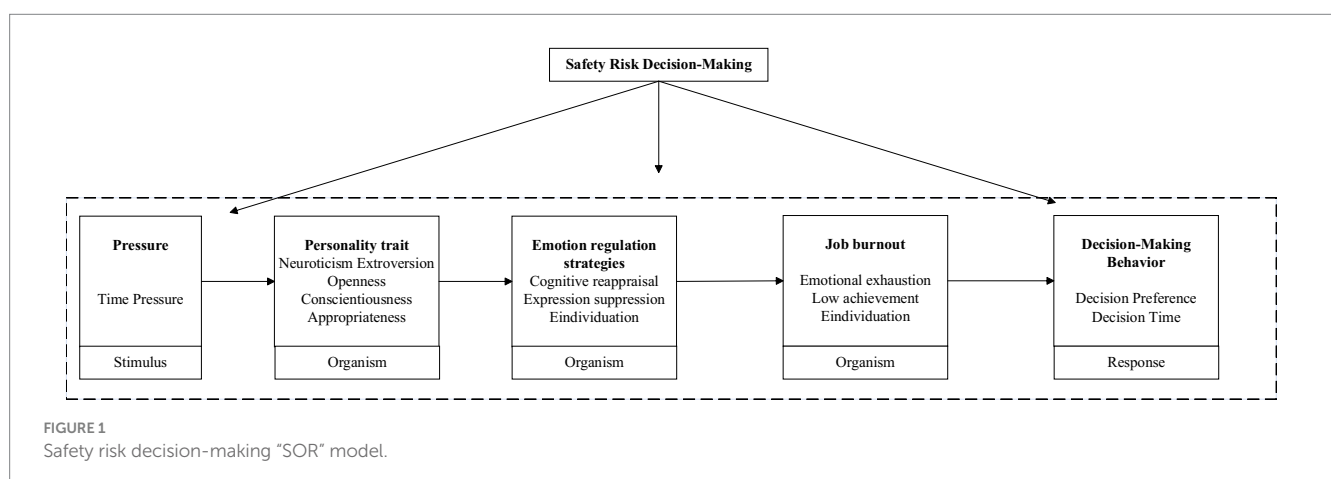 Safety Risk Decision-Making
Pressure
Time Pressure
Stimulus
Personality trait
Neuroticism Extroversion
Openness
Conscientiousness
Appropriateness
Organism
Emotion regulation
strategies
Cognitive reappraisal
Expression suppression
Eindividuation
Organism
Job burnout
Emotional exhaustion
Low achievement
Eindividuation
Organism
Decision-Making
Behavior
Decision Preference
Decision Time
Response
FIGURE 1
Safety risk decision-making “SOR” model.